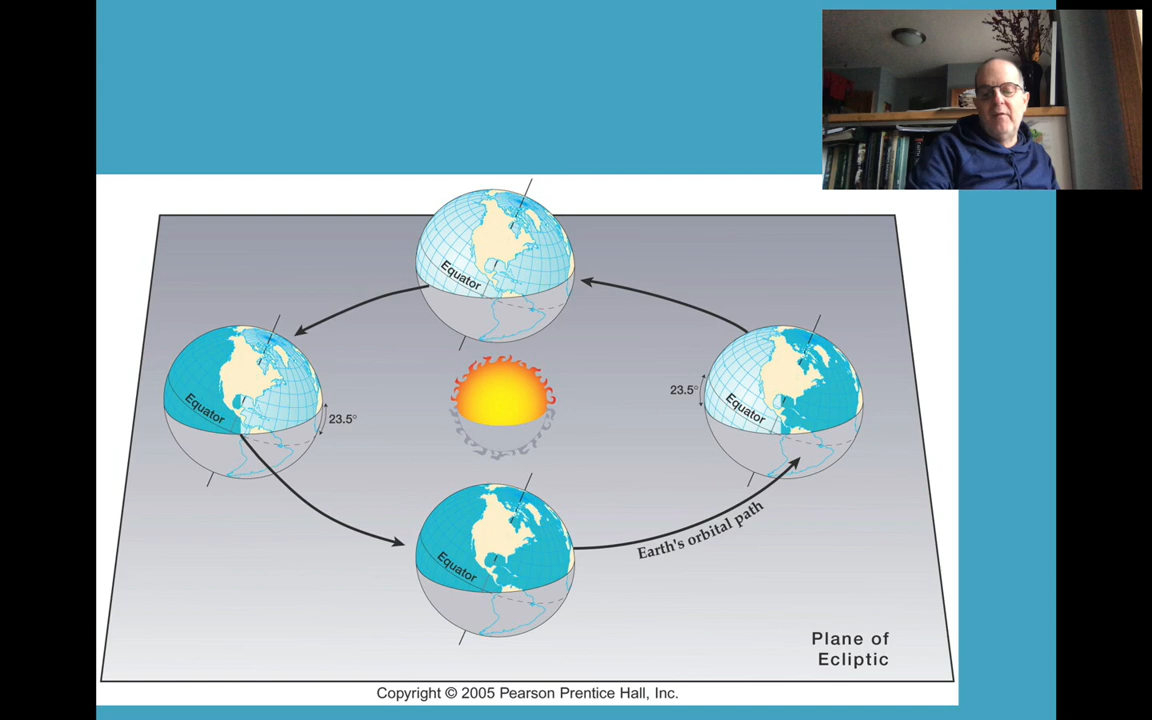 Equator
Equator
23.5°
23.5°
Equator
Equator
Earth's orbital path
Plane of
Ecliptic
Copyright © 2005 Pearson Prentice Hall, Inc.